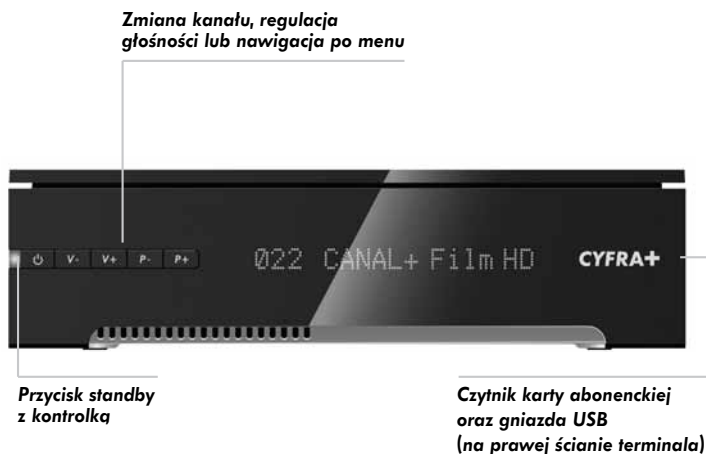 Zmiana kanału, regulacja
głośności lub nawigacja po menu
V- V+ P- P+
022 CANAL+ Film HD
CYFRA+
Przycisk standby
z kontrolką
Czytnik karty abonenckiej
oraz gniazda USB
(na prawej ścianie terminala)